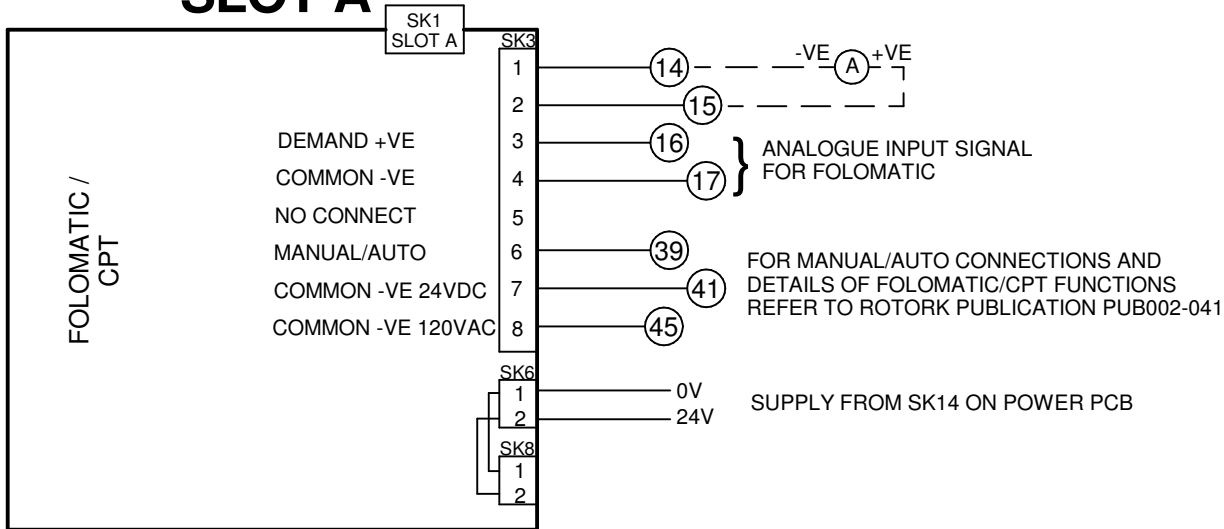 SLOT A
SK1
SLOT A
SK3
1
14
-VE
A
+VE
2
15
DEMAND +VE
3
16
COMMON -VE
4
17
}
ANALOGUE INPUT SIGNAL
FOR FOLOMATIC
NO CONNECT
5
MANUAL/AUTO
6
39
COMMON -VE 24VDC
7
41
COMMON -VE 120VAC
8
45
FOR MANUAL/AUTO CONNECTIONS AND
DETAILS OF FOLOMATIC/CPT FUNCTIONS
REFER TO ROTORK PUBLICATION PUB002-041
FOLOMATIC /
CPT
SK6
1
0V
2
24V
SUPPLY FROM SK14 ON POWER PCB
SK8
1
2